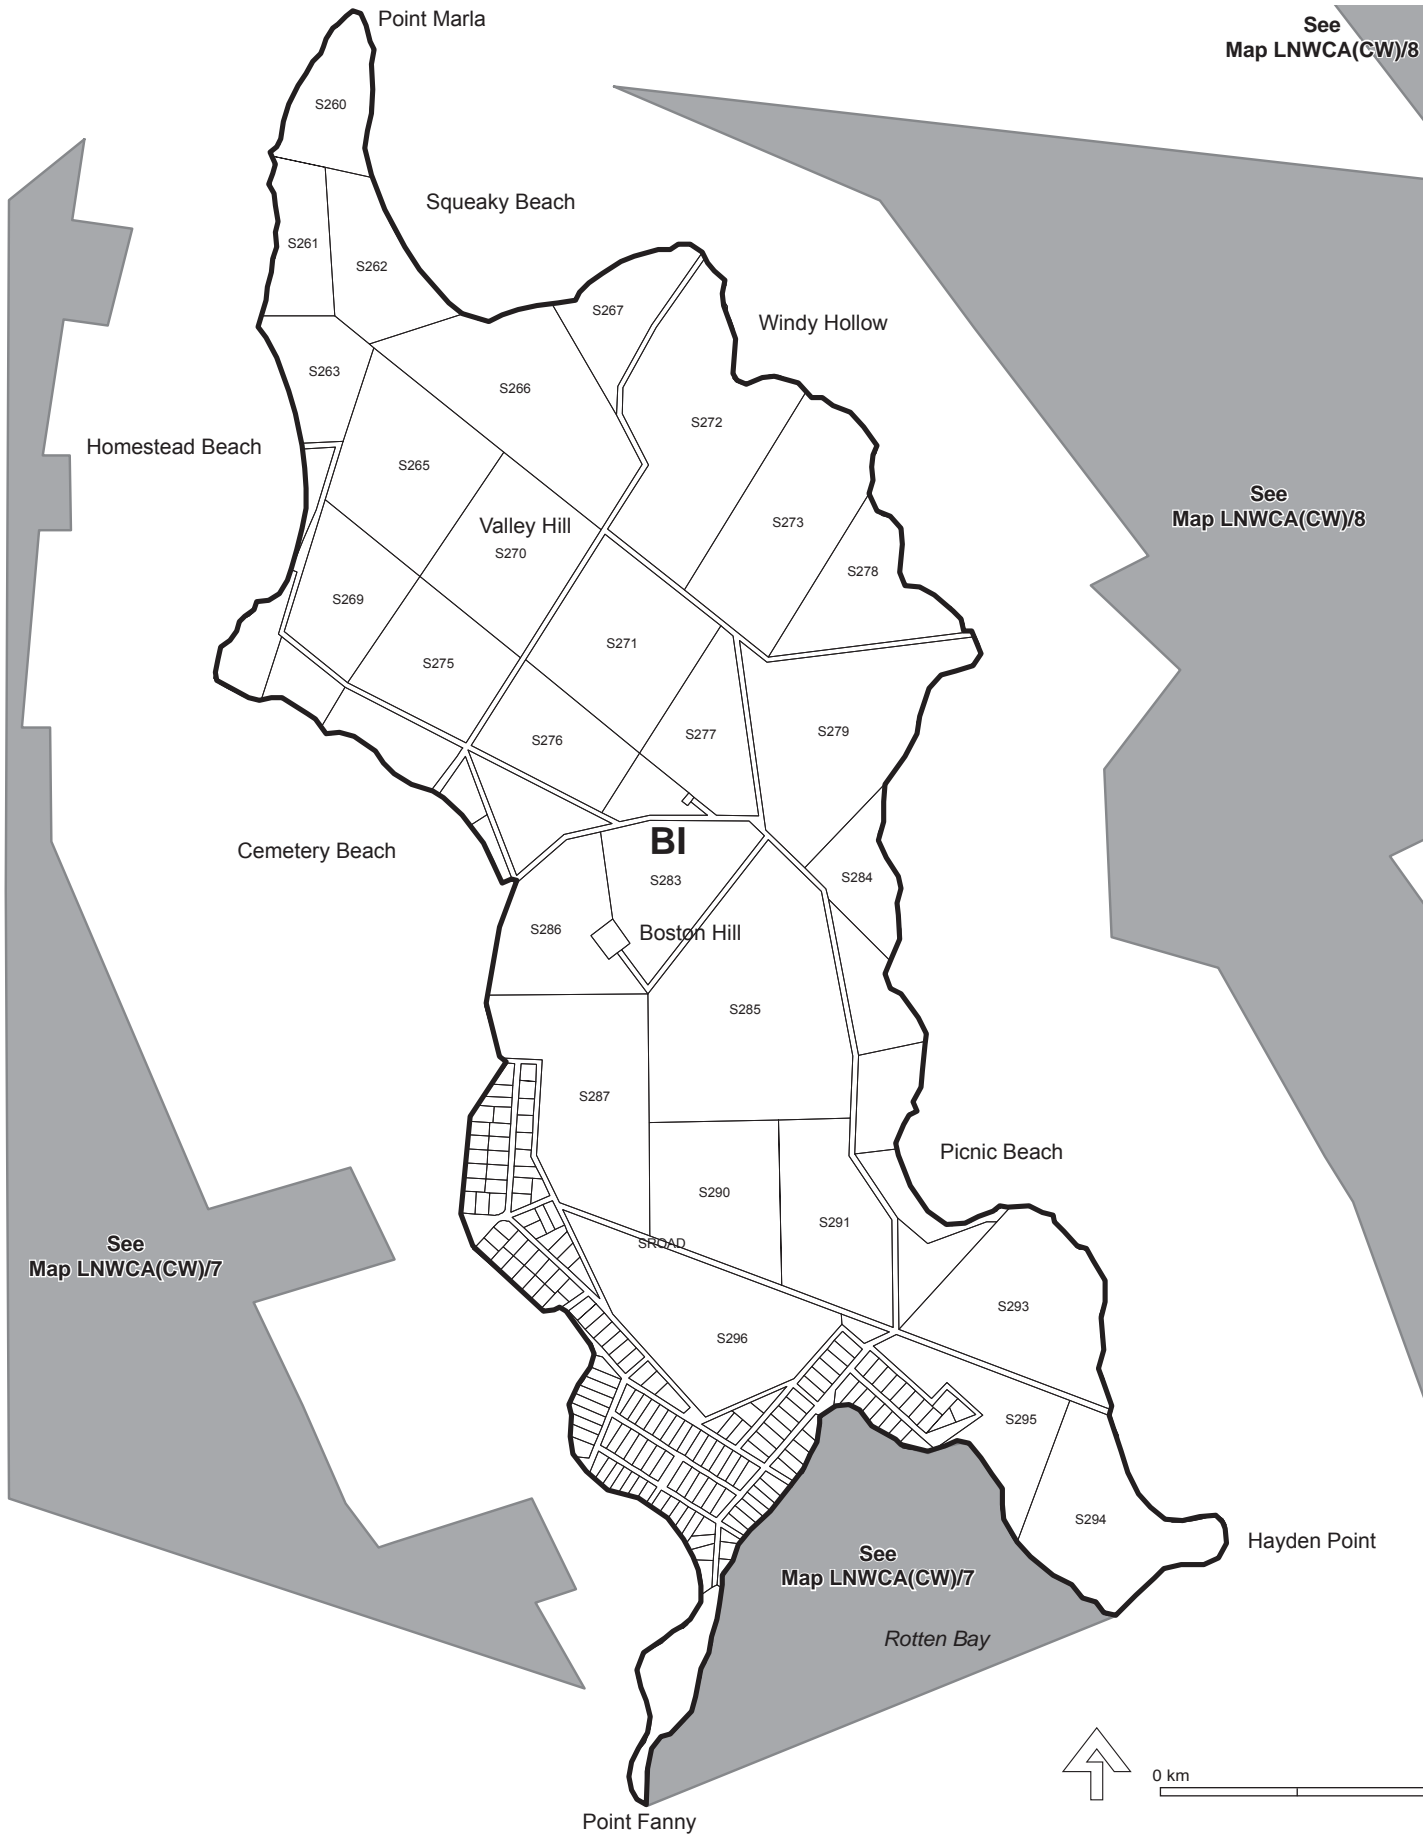 Point Marla
See
Map LNWCA(CW)/8
S260
Squeaky Beach
S261
S262
S267
Windy Hollow
S263
S266
S272
Homestead Beach
S265
See
Map LNWCA(CW)/8
Valley Hill
S273
S270
S278
S269
S271
S275
S279
S277
S276
BI
Cemetery Beach
S284
S283
S286
Boston Hill
S285
S287
Picnic Beach
S290
S291
SROAD
See
Map LNWCA(CW)/7
S293
S296
S295
S294
Hayden Point
See
Map LNWCA(CW)/7
Rotten Bay
0 km
Point Fanny